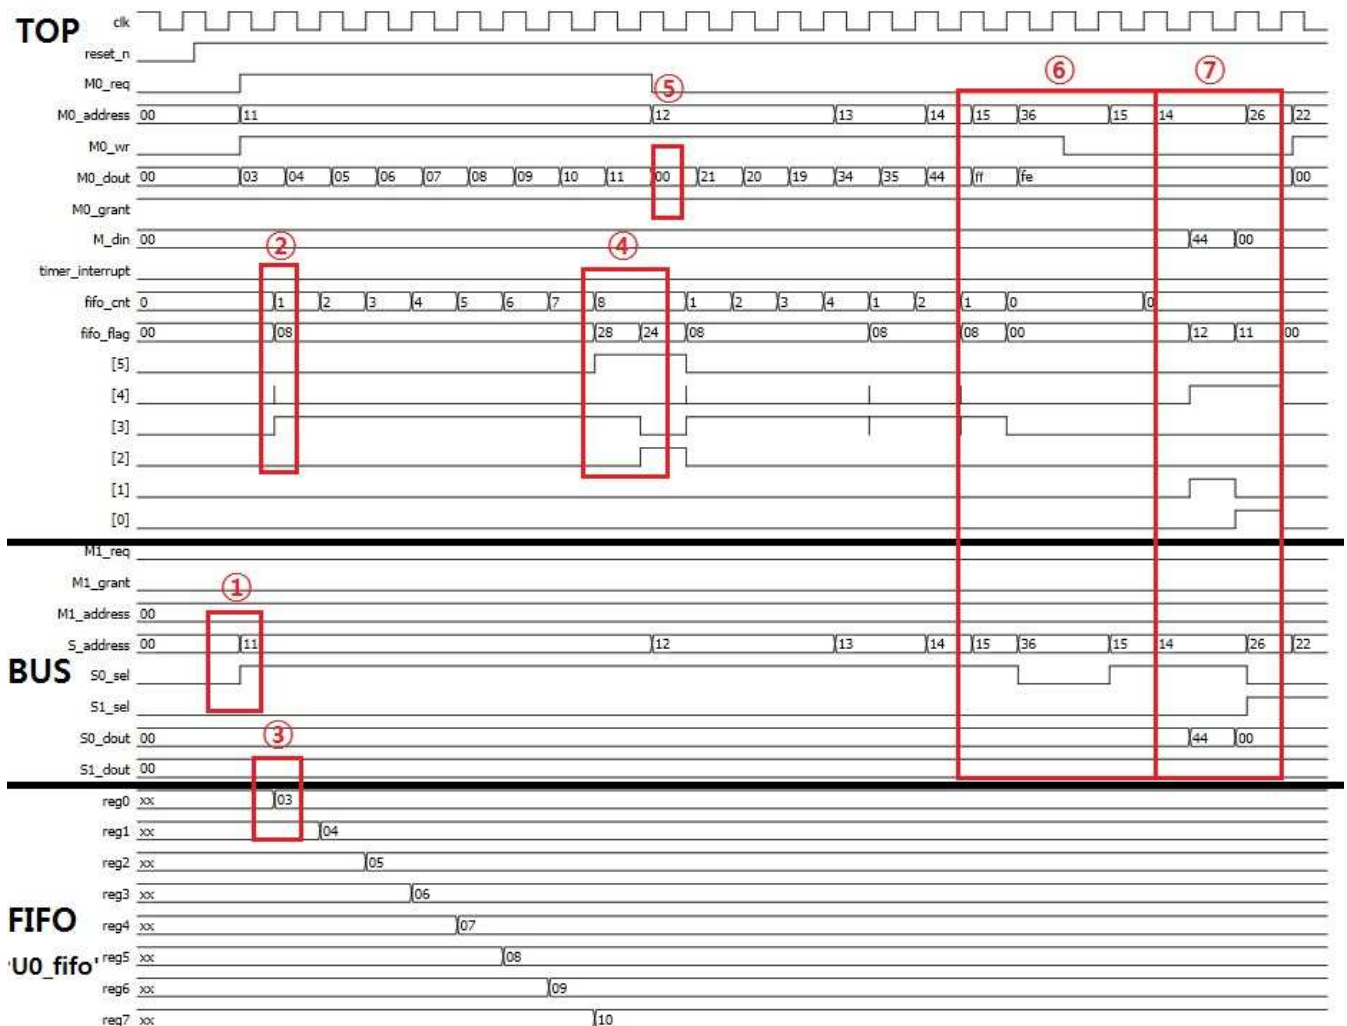 TOP
clk
reset_n
M0_req
⑤ ⑥ ⑦
M0_address 00 11 12 13 14 15 36 15 14 26 22
M0_wr
M0_dout 00 03 04 05 06 07 08 09 10 11 00 21 20 19 34 35 44 ff fe 00
M0_grant
M_din 00 44 00
② ④
timer_interrupt
fifo_cnt 0 1 2 3 4 5 6 7 8 1 2 3 4 1 2 1 0 0
fifo_flag 00 08 28 24 08 08 08 00 12 11 00
[5]
[4]
[3]
[2]
[1]
[0]
M1_req
M1_grant
①
M1_address 00
S_address 00 11 12 13 14 15 36 15 14 26 22
BUS
S0_sel
S1_sel
③
S0_dout 00 44 00
S1_dout 00
reg0 xx 03
reg1 xx 04
reg2 xx 05
reg3 xx 06
FIFO
reg4 xx 07
'U0_fifo'
reg5 xx 08
reg6 xx 09
reg7 xx 10